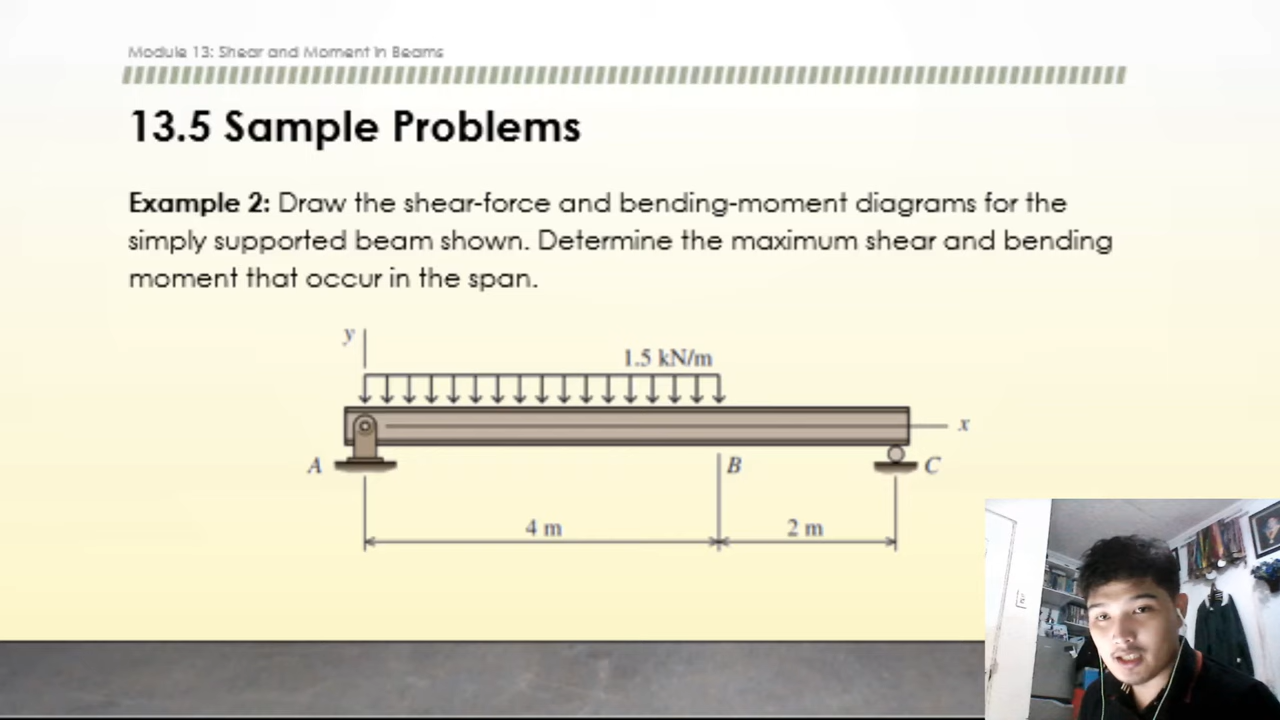 Module 13: Shear and Moment in Beams
13.5 Sample Problems
Example 2: Draw the shear-force and bending-moment diagrams for the
simply supported beam shown. Determine the maximum shear and bending
moment that occur in the span.
y
1.5 kN/m
x
A
B
C
4 m
2 m